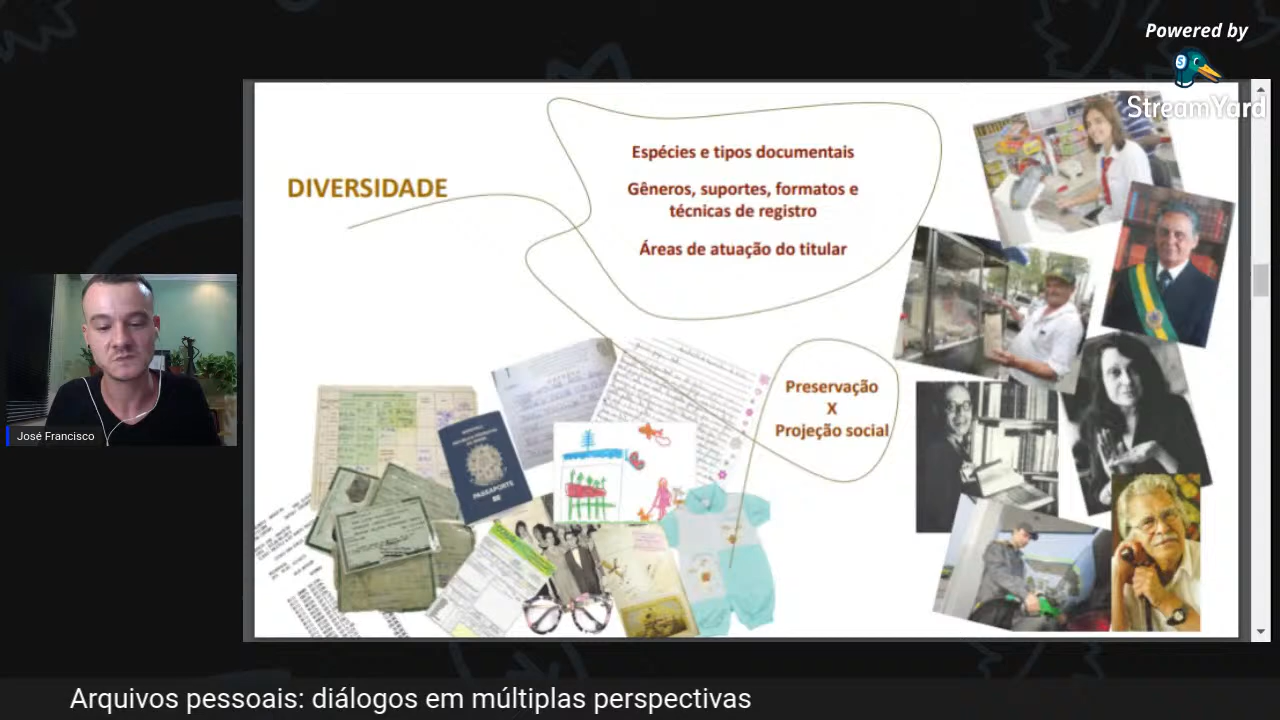 Powered by
StreamYard
DIVERSIDADE
Espécies e tipos documentais
Gêneros, suportes, formatos e
técnicas de registro
Áreas de atuação do titular
Preservação
X
Projeção social
PASSAPORTE
José Francisco
Arquivos pessoais: diálogos em múltiplas perspectivas